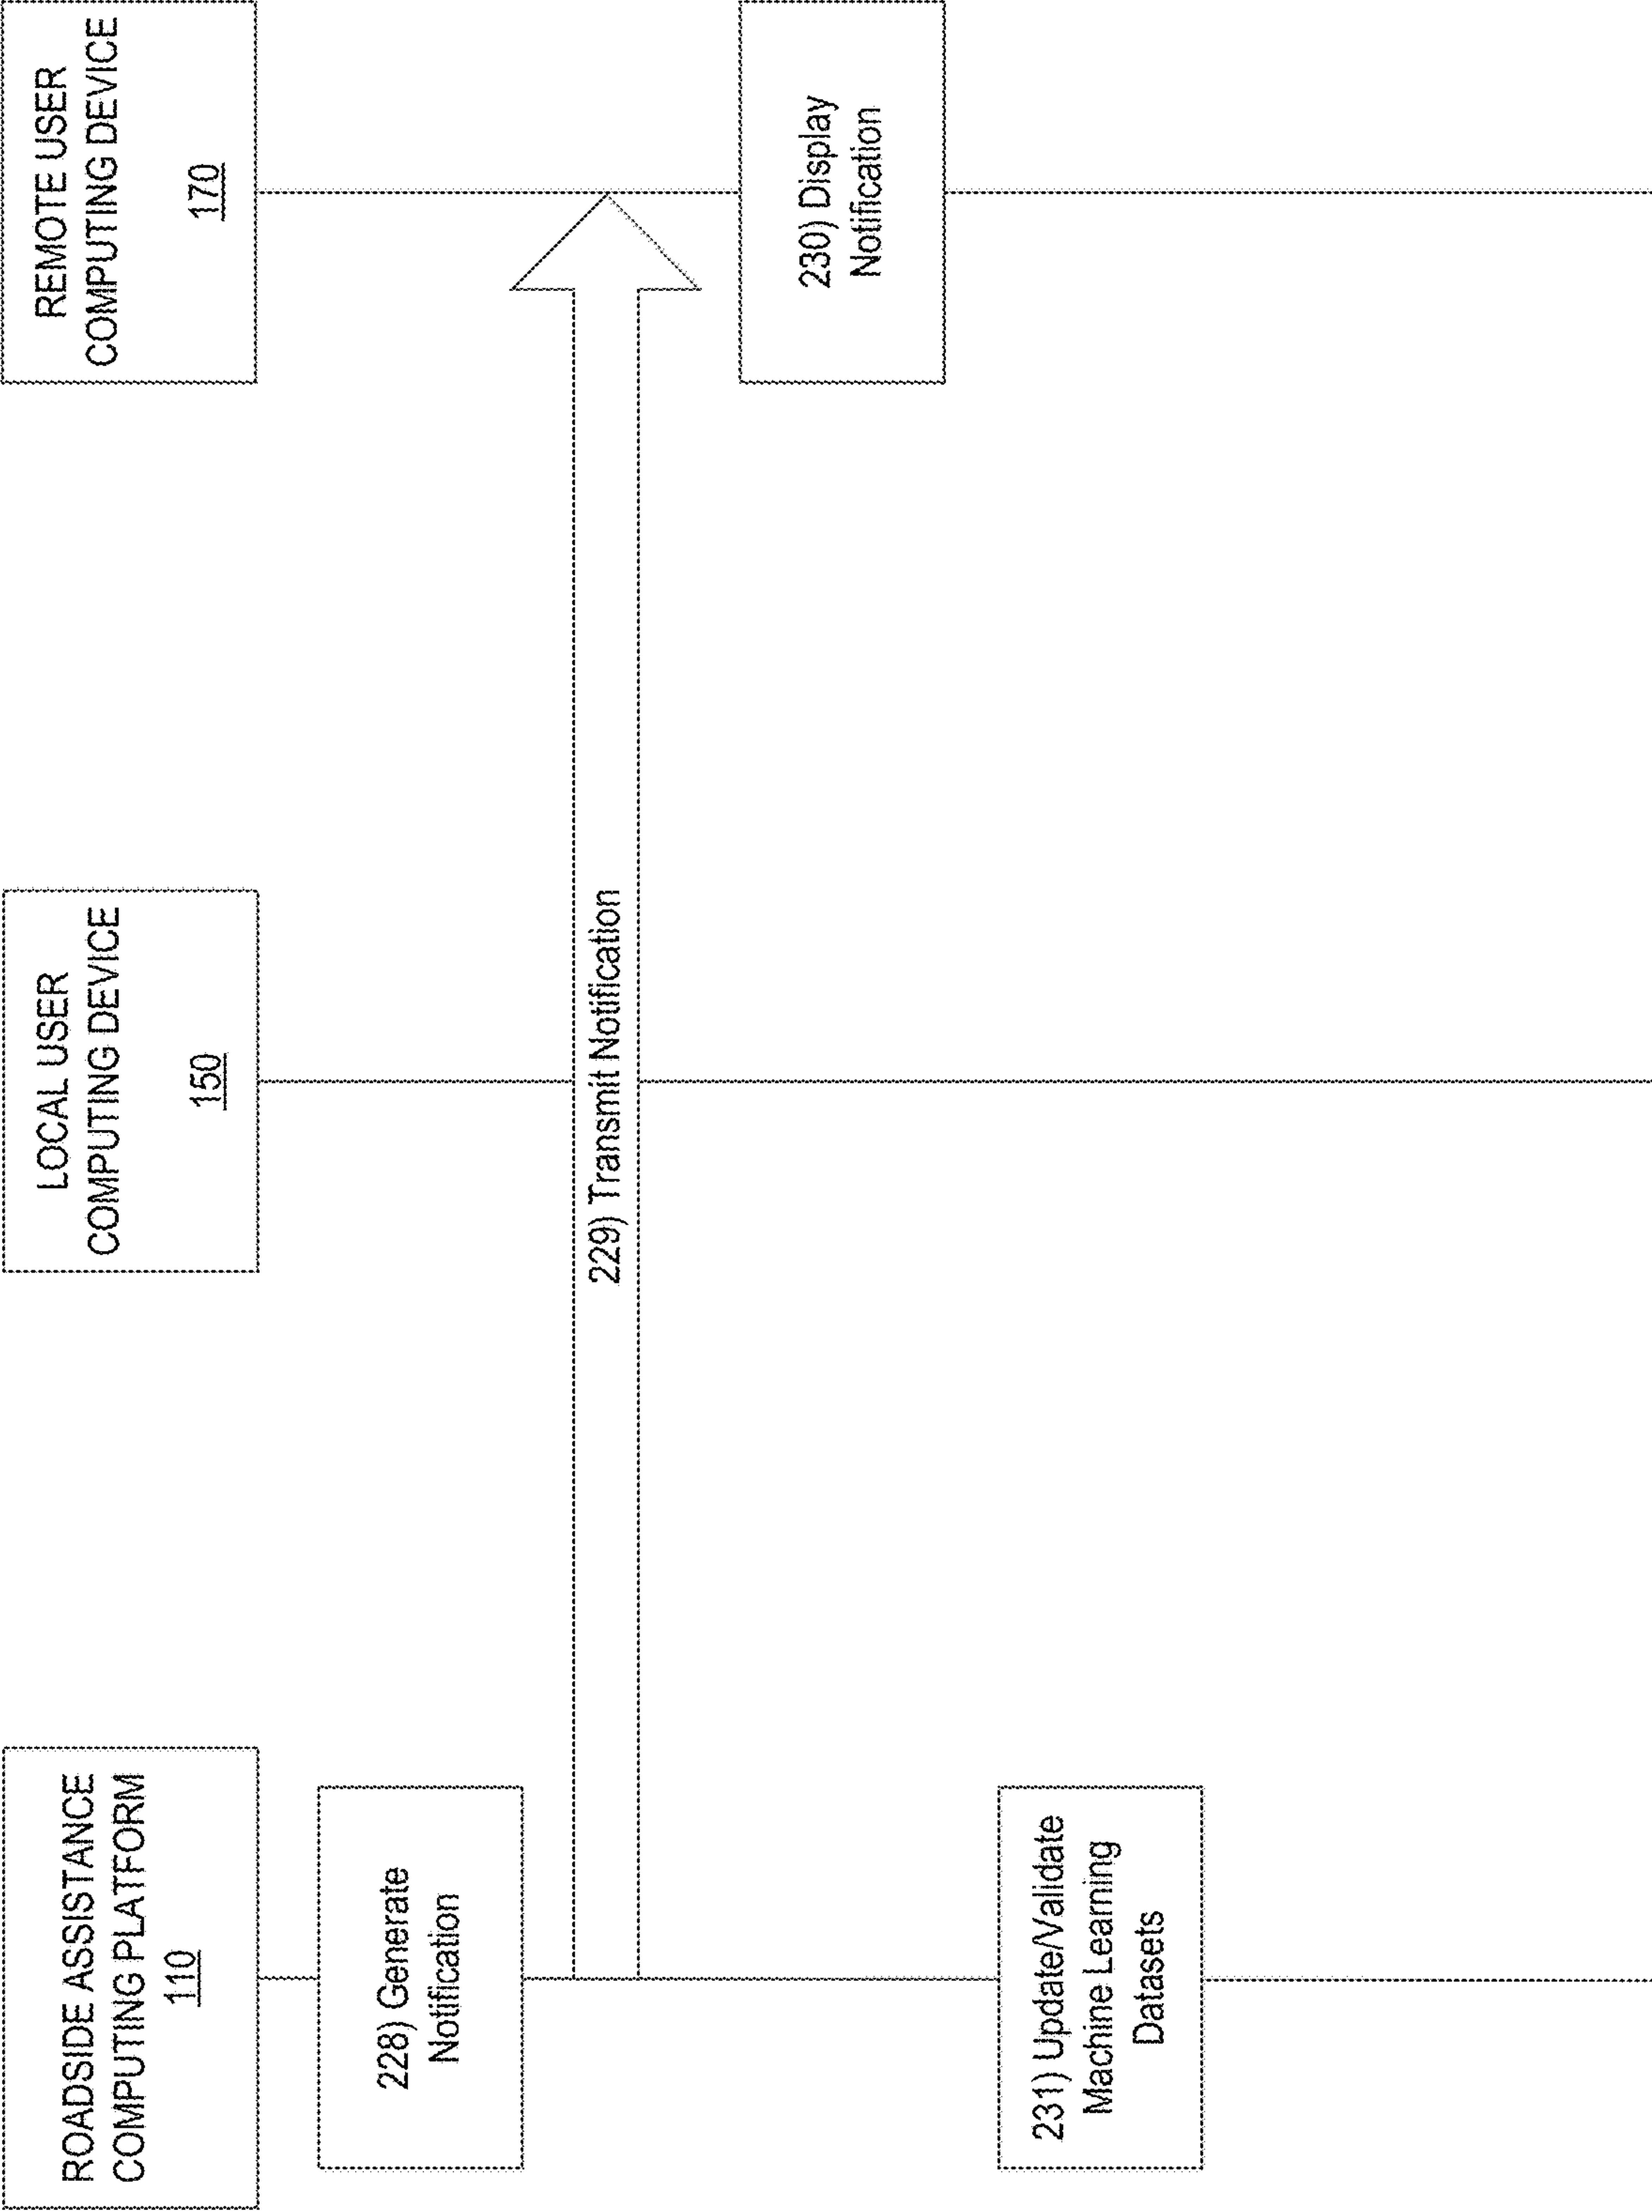 ROADSIDE ASSISTANCE
COMPUTING PLATFORM
110
LOCAL USER
COMPUTING DEVICE
150
REMOTE USER
COMPUTING DEVICE
170
228) Generate
Notification
229) Transmit Notification
230) Display
Notification
231) Update/Validate
Machine Learning
Datasets